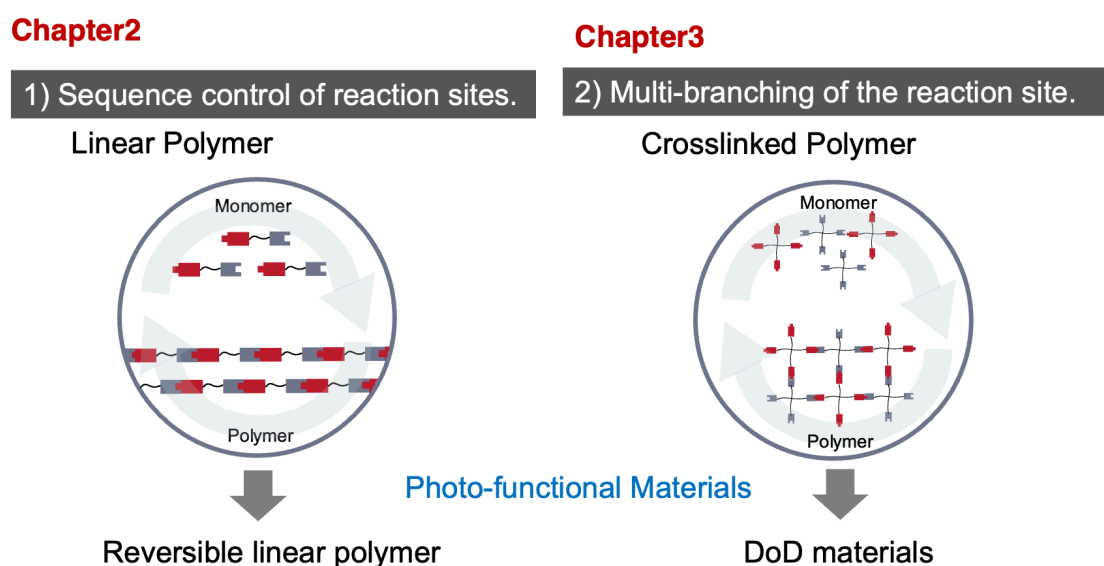 Chapter2
1) Sequence control of reaction sites.
Linear Polymer
Monomer
Polymer
Reversible linear polymer
Chapter3
2) Multi-branching of the reaction site.
Crosslinked Polymer
Monomer
Polymer
DoD materials
Photo-functional Materials